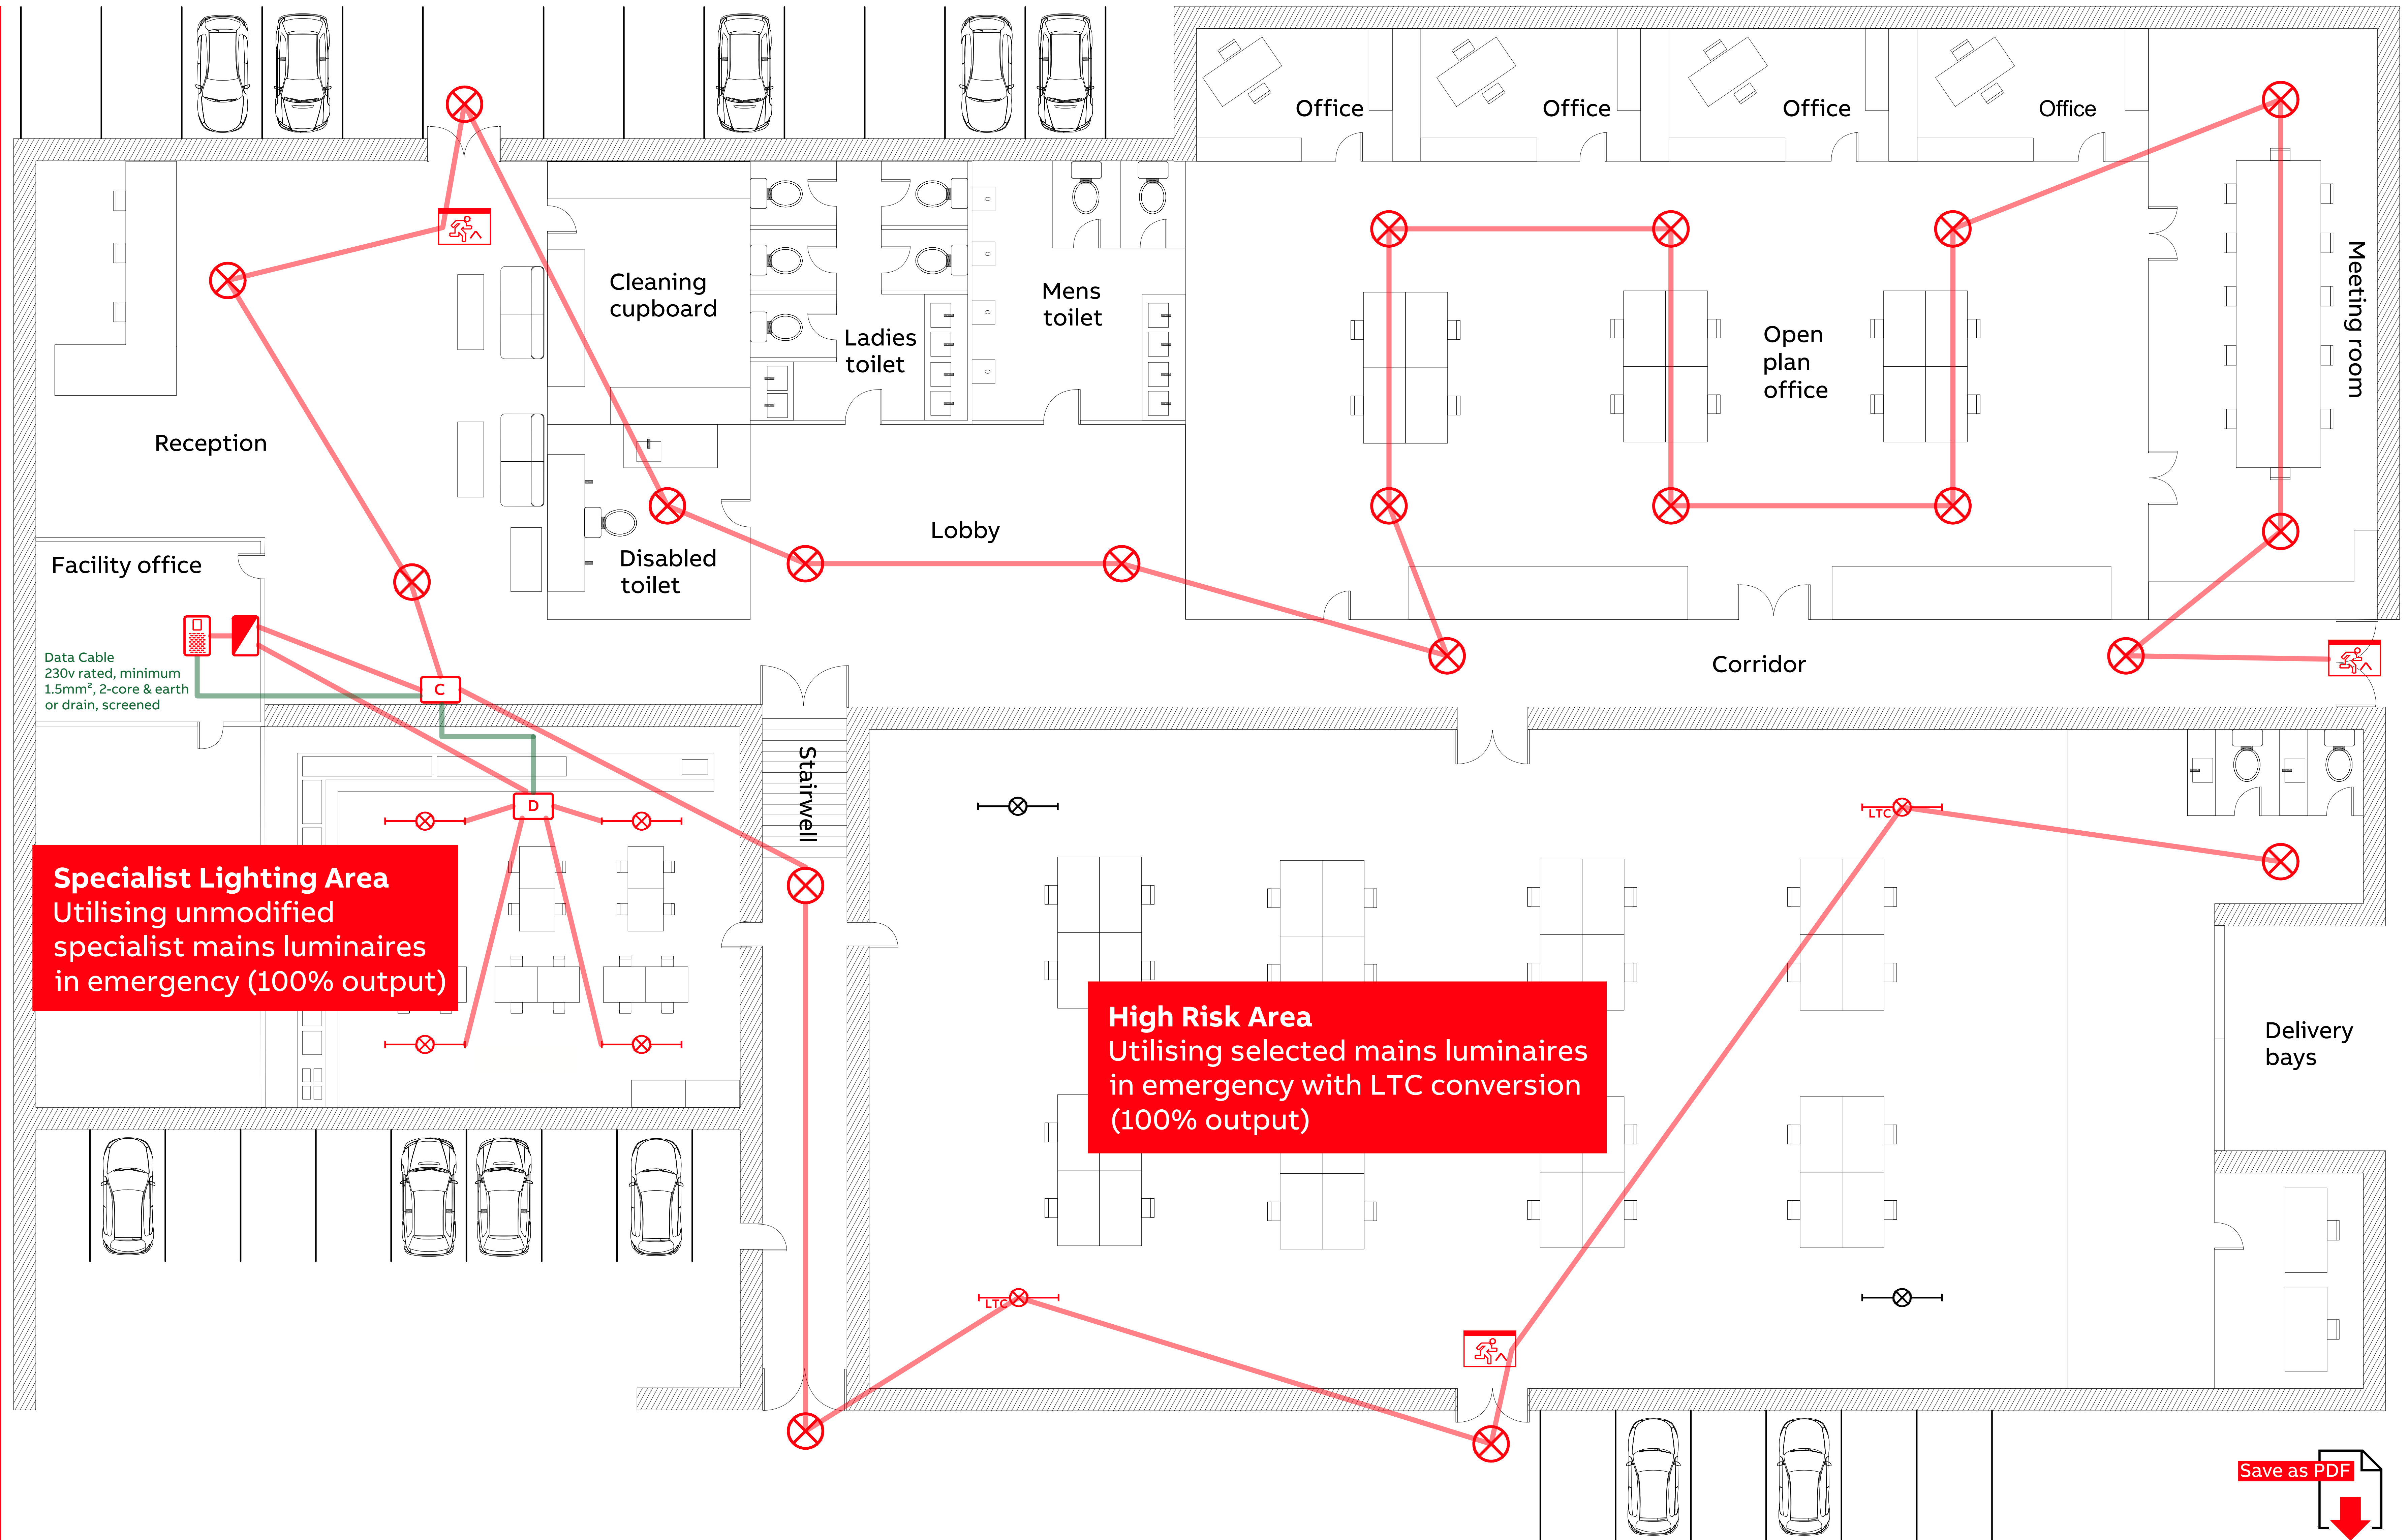 Office
Office
Office
Office
Meeting room
Cleaning
cupboard
Ladies
toilet
Mens
toilet
Open
plan
office
Reception
Lobby
Disabled
toilet
Facility office
Data Cable
230v rated, minimum
1.5mm², 2-core & earth
or drain, screened
C
Corridor
Stairwell
D
LTC
Specialist Lighting Area
Utilising unmodified
specialist mains luminaires
in emergency (100% output)
High Risk Area
Utilising selected mains luminaires
in emergency with LTC conversion
(100% output)
Delivery
bays
LTC
Save as PDF